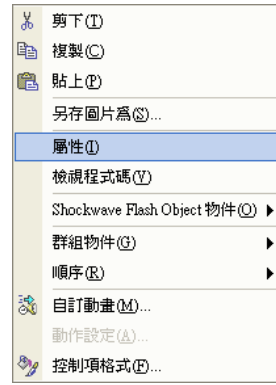 剪下(T)
複製(C)
貼上(P)
另存圖片為(S)...
屬性(I)
檢視程式碼(V)
Shockwave Flash Object 物件(O)
群組物件(G)
順序(R)
自訂動畫(M)...
動作設定(A)...
控制項格式(F)...